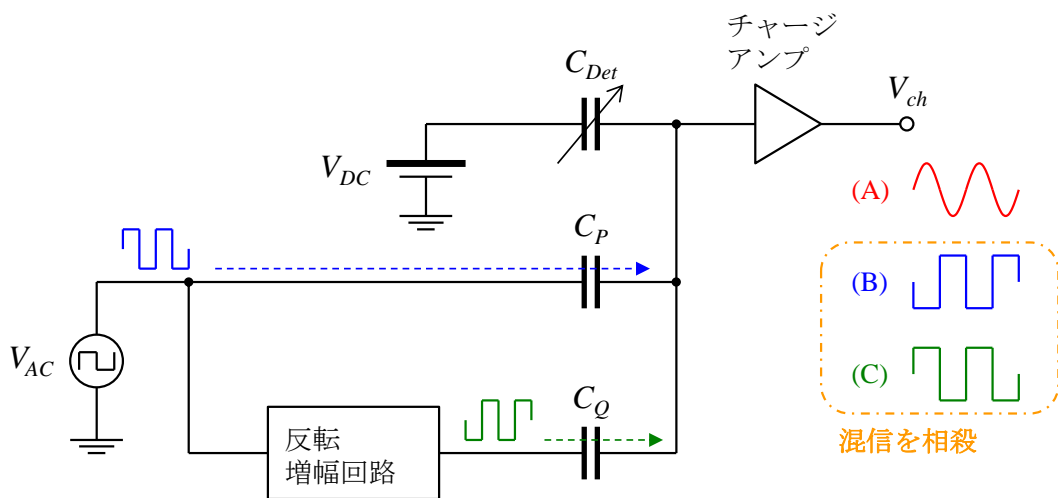 チャージ
アンプ
C_Det
V_ch
V_DC
(A)
C_P
(B)
V_AC
(C)
C_Q
反転
増幅回路
混信を相殺